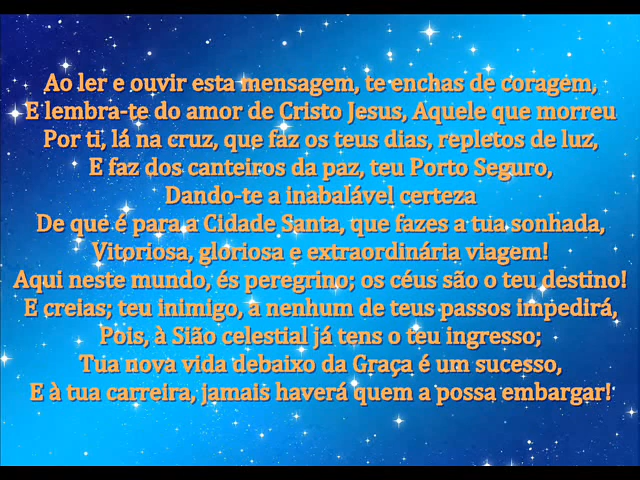 Ao ler e ouvir esta mensagem, te enchas de coragem,
E lembra-te do amor de Cristo Jesus, Aquele que morreu
Por ti, lá na cruz, que faz os teus dias, repletos de luz,
E faz dos canteiros da paz, teu Porto Seguro,
Dando-te a inabalável certeza
De que é para a Cidade Santa, que fazes a tua sonhada,
Vitoriosa, gloriosa e extraordinária viagem!
Aqui neste mundo, és peregrino; os céus são o teu destino!
E creias; teu inimigo, a nenhum de teus passos impedirá,
Pois, à Sião celestial já tens o teu ingresso;
Tua nova vida debaixo da Graça é um sucesso,
E à tua carreira, jamais haverá quem a possa embargar!